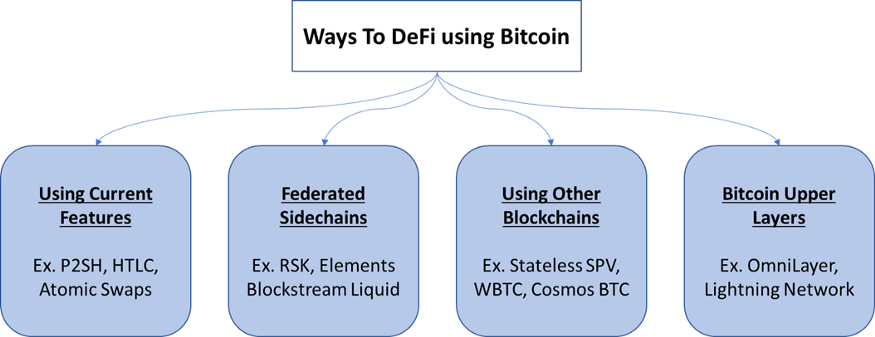 Ways To DeFi using Bitcoin
Using Current
Features
Ex. P2SH, HTLC,
Atomic Swaps
Federated
Sidechains
Ex. RSK, Elements
Blockstream Liquid
Using Other
Blockchains
Ex. Stateless SPV,
WBTC, Cosmos BTC
Bitcoin Upper
Layers
Ex. OmniLayer,
Lightning Network